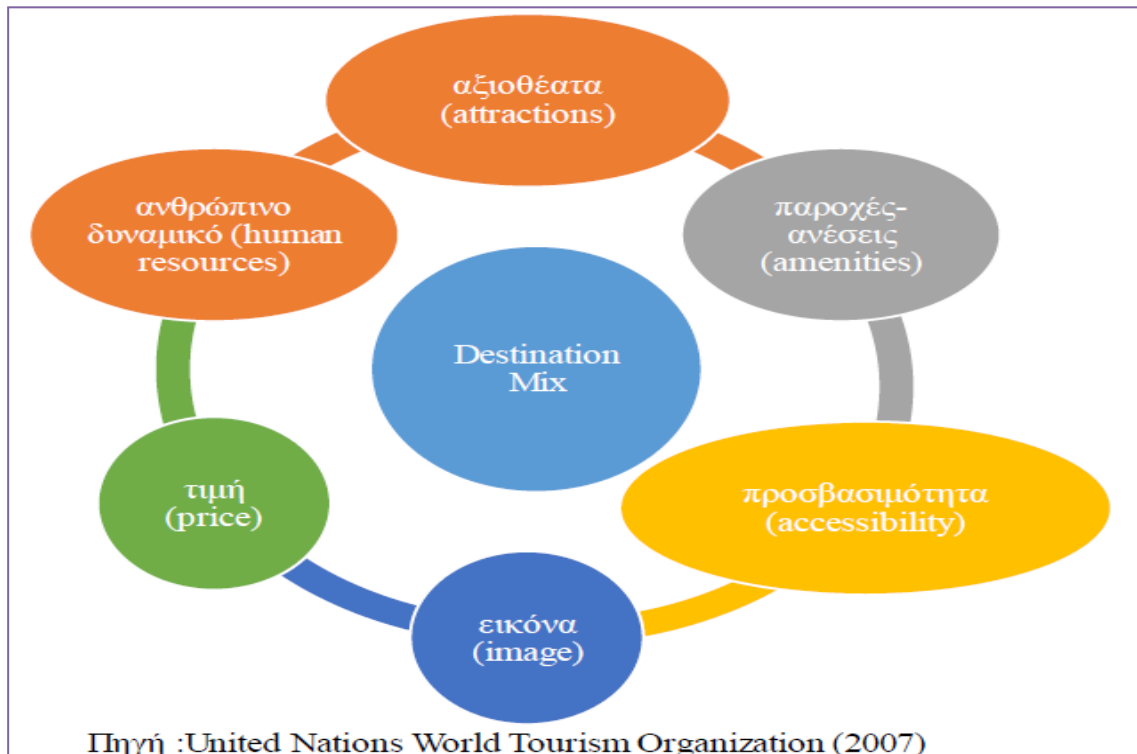 αξιοθέατα
(attractions)
ανθρώπινο
δυναμικό (human
resources)
παροχές-
ανέσεις
(amenities)
Destination
Mix
τιμή
(price)
προσβασιμότητα
(accessibility)
εικόνα
(image)
Πηγή :United Nations World Tourism Organization (2007)